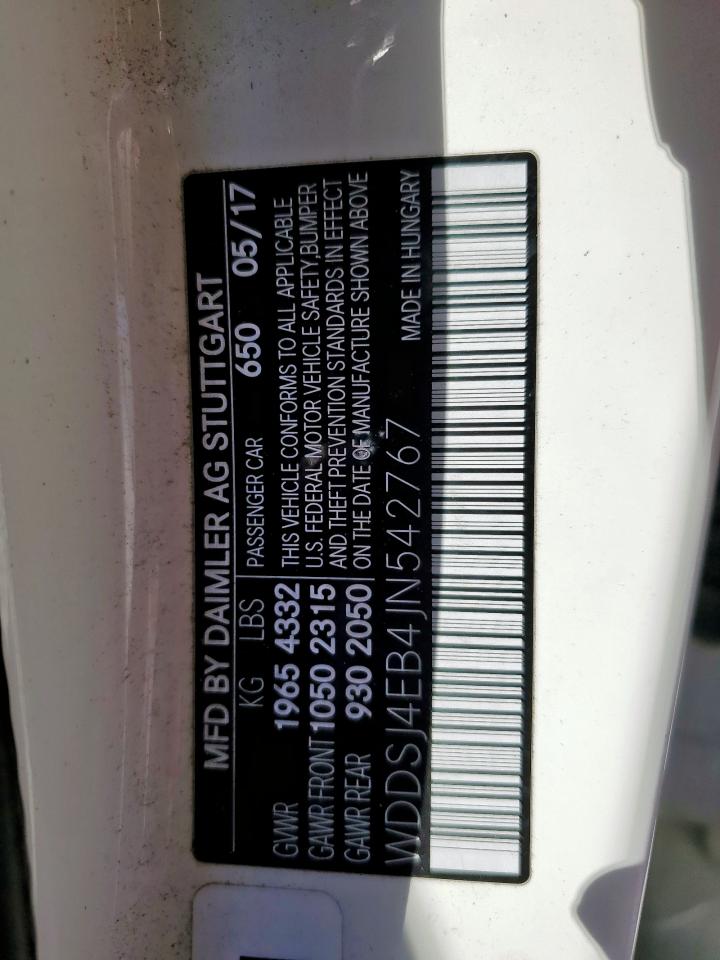 MFD BY DAIMLER AG STUTTGART
KG LBS PASSENGER CAR 650 05/17
GVWR 1965 4332 THIS VEHICLE CONFORMS TO ALL APPLICABLE
GAWR FRONT 1050 2315 U.S. FEDERAL MOTOR VEHICLE SAFETY,BUMPER
AND THEFT PREVENTION STANDARDS IN EFFECT
GAWR REAR 930 2050 ON THE DATE OF MANUFACTURE SHOWN ABOVE
WDDSJ4EB4JN542767 MADE IN HUNGARY